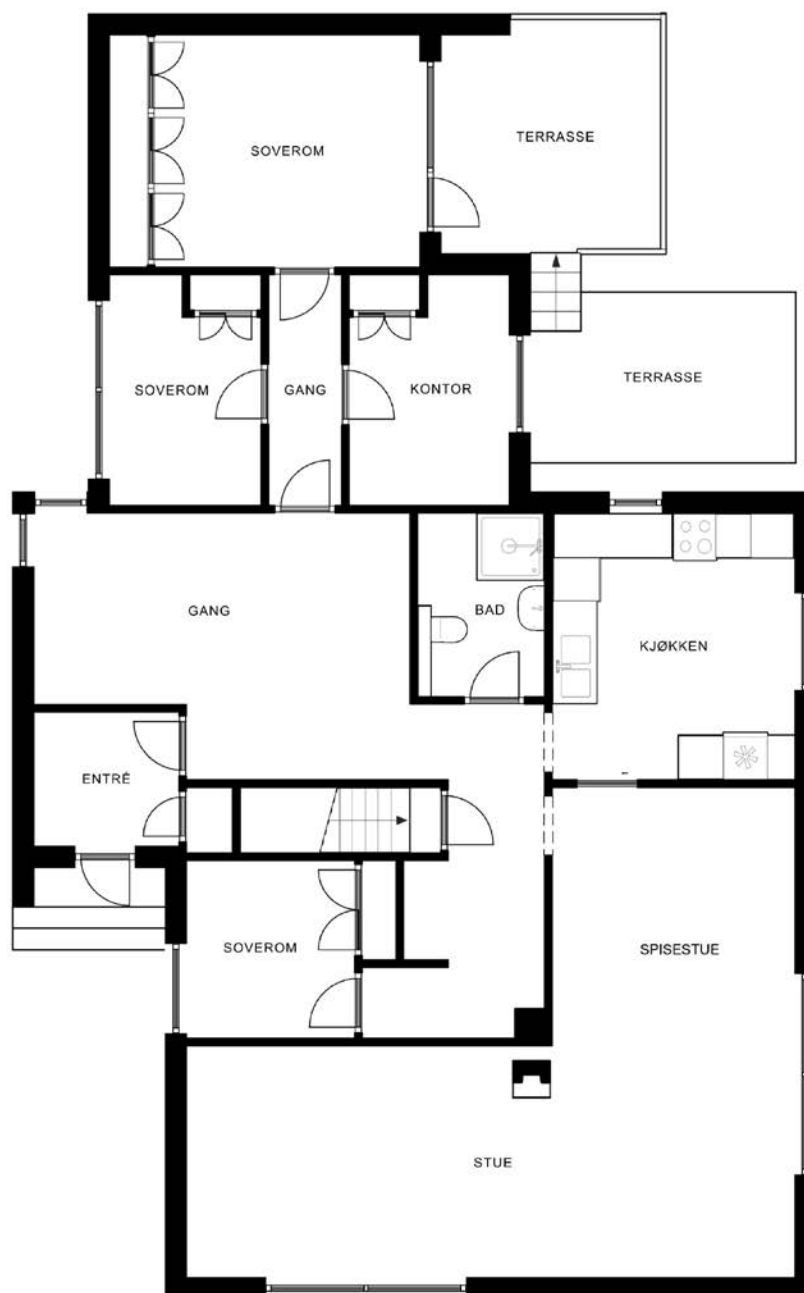 SOVEROM
TERRASSE
SOVEROM
GANG
KONTOR
TERRASSE
GANG
BAD
KJØKKEN
ENTRÉ
SOVEROM
SPISESTUE
STUE